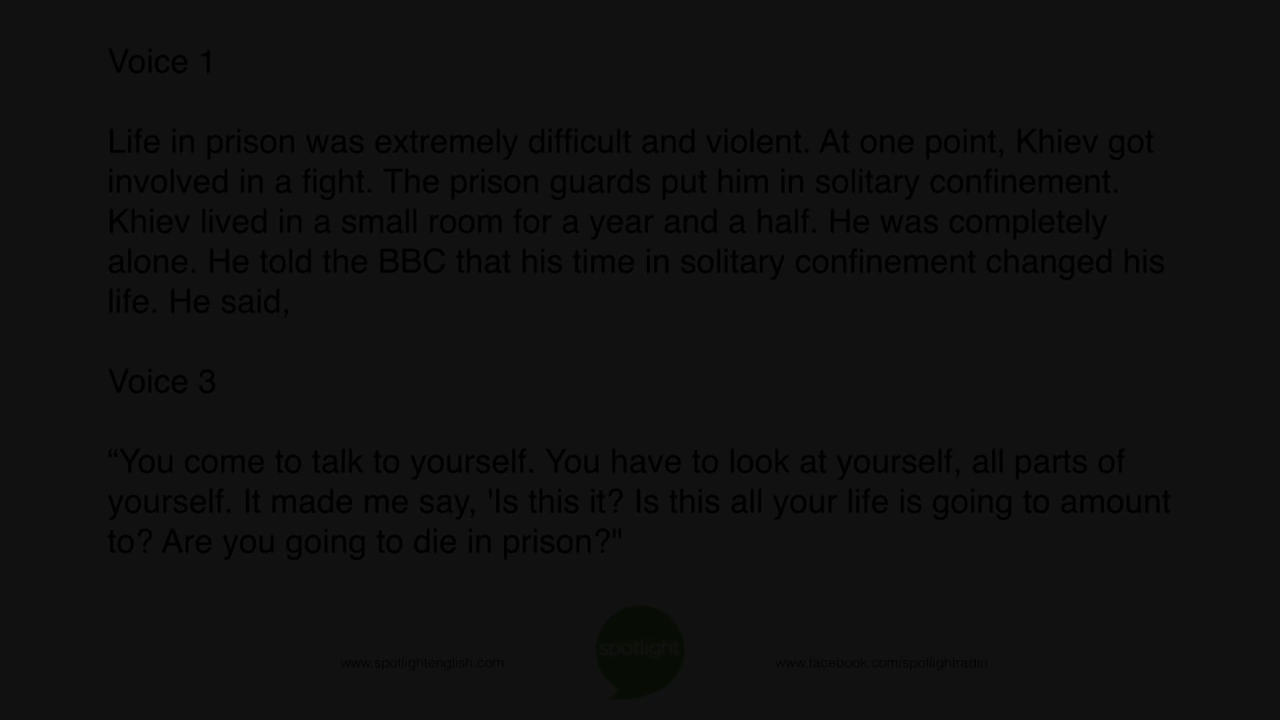 Voice 1
Life in prison was extremely difficult and violent. At one point, Khiev got
involved in a fight. The prison guards put him in solitary confinement.
Khiev lived in a small room for a year and a half. He was completely
alone. He told the BBC that his time in solitary confinement changed his
life. He said,
Voice 3
“You come to talk to yourself. You have to look at yourself, all parts of
yourself. It made me say, 'Is this it? Is this all your life is going to amount
to? Are you going to die in prison?"
spotlight
www.spotlightenglish.com
www.facebook.com/spotlightradio